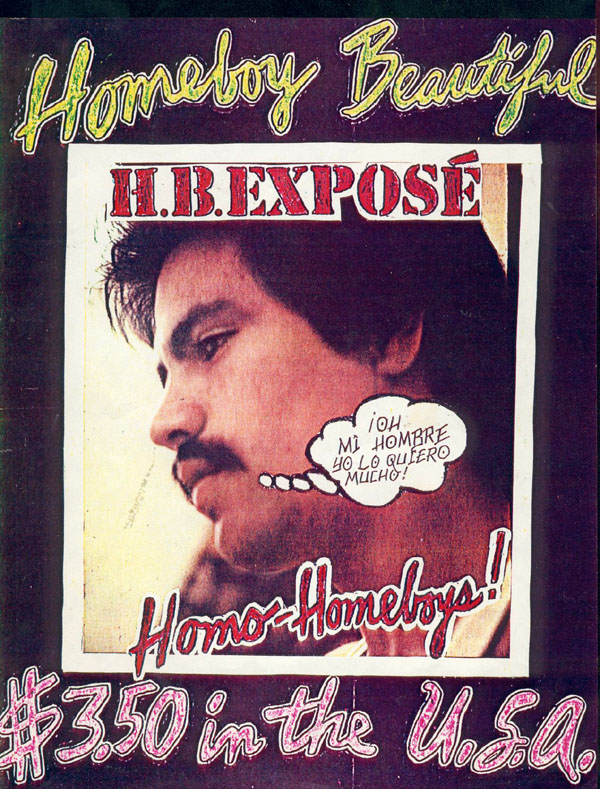 Homeboy Beautiful
H.B.EXPOSÉ
¡OH
MI HOMBRE
YO LO QUIERO
MUCHO!
Homo-Homeboys!
$3.50 in the U.S.A.